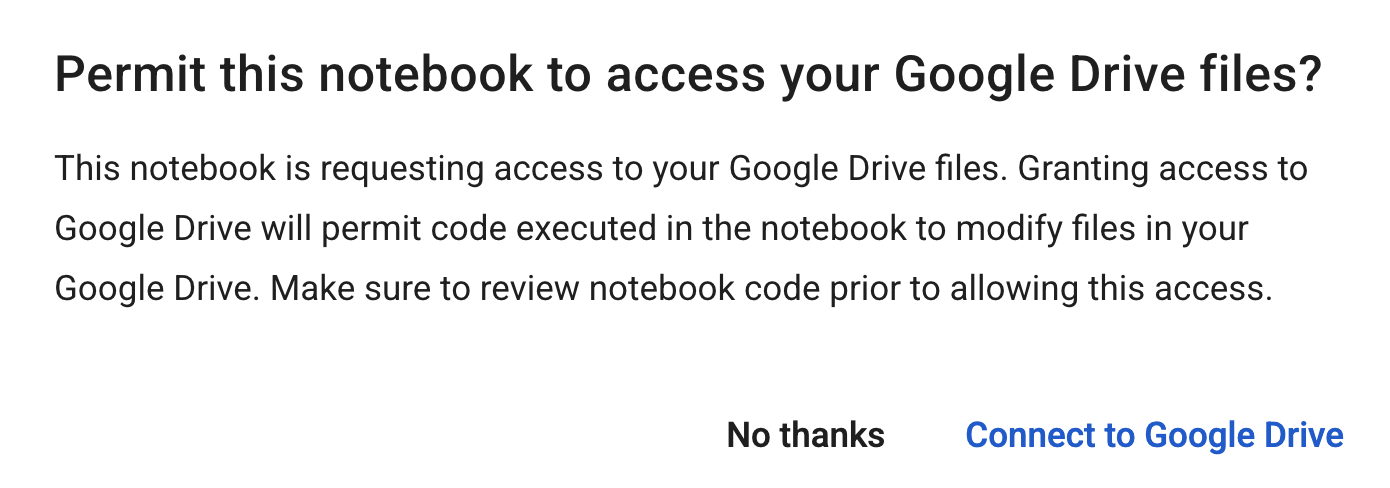 Permit this notebook to access your Google Drive files?
This notebook is requesting access to your Google Drive files. Granting access to
Google Drive will permit code executed in the notebook to modify files in your
Google Drive. Make sure to review notebook code prior to allowing this access.
No thanks Connect to Google Drive